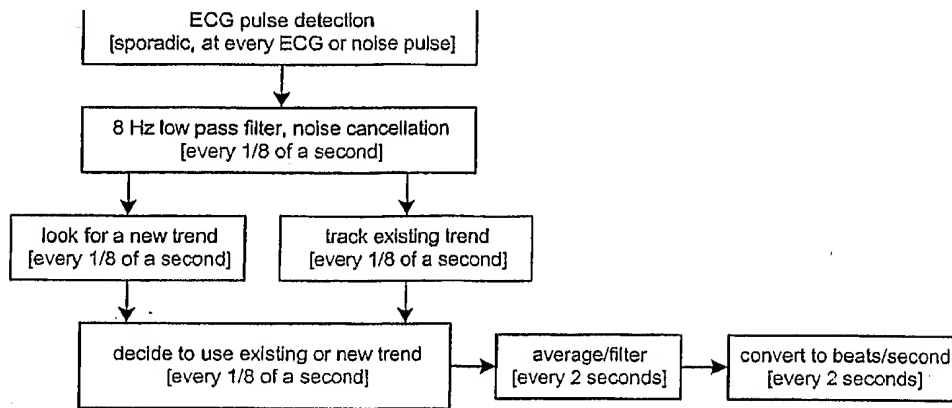 ECG pulse detection
[sporadic, at every ECG or noise pulse]
8 Hz low pass filter, noise cancellation
[every 1/8 of a second]
look for a new trend
[every 1/8 of a second]
track existing trend
[every 1/8 of a second]
decide to use existing or new trend
[every 1/8 of a second]
average/filter
[every 2 seconds]
convert to beats/second
[every 2 seconds]